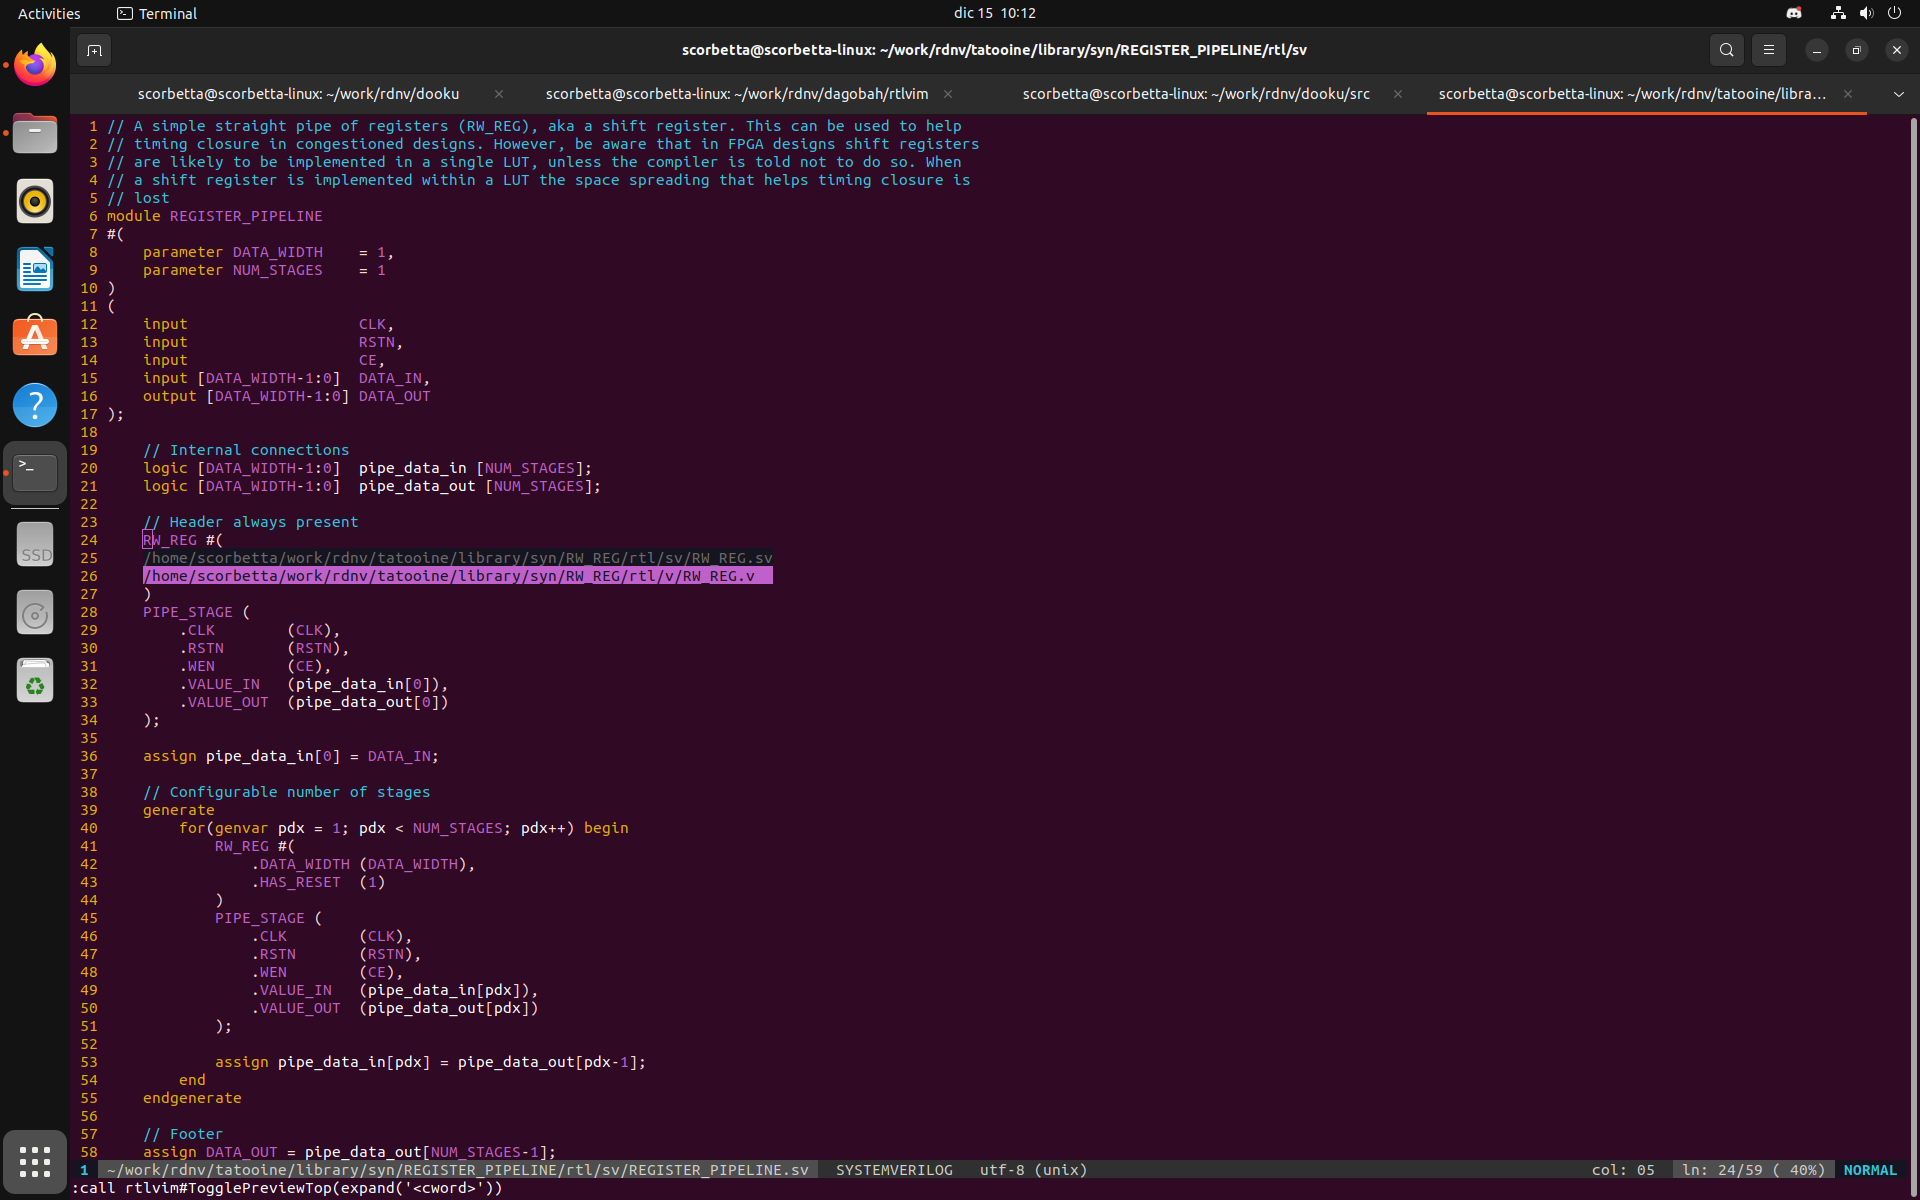 Activities
Terminal
dic 15 10:12
scorbetta@scorbetta-linux: ~/work/rdnv/tatooine/library/syn/REGISTER_PIPELINE/rtl/sv
scorbetta@scorbetta-linux: ~/work/rdnv/dooku
scorbetta@scorbetta-linux: ~/work/rdnv/dagobah/rtlvim
scorbetta@scorbetta-linux: ~/work/rdnv/dooku/src
scorbetta@scorbetta-linux: ~/work/rdnv/tatooine/libra...
1 // A simple straight pipe of registers (RW_REG), aka a shift register. This can be used to help
2 // timing closure in congestioned designs. However, be aware that in FPGA designs shift registers
3 // are likely to be implemented in a single LUT, unless the compiler is told not to do so. When
4 // a shift register is implemented within a LUT the space spreading that helps timing closure is
5 // lost
6 module REGISTER_PIPELINE
7 #(
8     parameter DATA_WIDTH    = 1,
9     parameter NUM_STAGES    = 1
10 )
11 (
12     input                   CLK,
13     input                   RSTN,
14     input                   CE,
15     input [DATA_WIDTH-1:0]  DATA_IN,
16     output [DATA_WIDTH-1:0] DATA_OUT
17 );
18
19     // Internal connections
20     logic [DATA_WIDTH-1:0]  pipe_data_in [NUM_STAGES];
21     logic [DATA_WIDTH-1:0]  pipe_data_out [NUM_STAGES];
22
23     // Header always present
24     RW_REG #(
25     /home/scorbetta/work/rdnv/tatooine/library/syn/RW_REG/rtl/sv/RW_REG.sv
26     /home/scorbetta/work/rdnv/tatooine/library/syn/RW_REG/rtl/v/RW_REG.v
27     )
28     PIPE_STAGE (
29         .CLK        (CLK),
30         .RSTN       (RSTN),
31         .WEN        (CE),
32         .VALUE_IN   (pipe_data_in[0]),
33         .VALUE_OUT  (pipe_data_out[0])
34     );
35
36     assign pipe_data_in[0] = DATA_IN;
37
38     // Configurable number of stages
39     generate
40         for(genvar pdx = 1; pdx < NUM_STAGES; pdx++) begin
41             RW_REG #(
42                 .DATA_WIDTH (DATA_WIDTH),
43                 .HAS_RESET  (1)
44             )
45             PIPE_STAGE (
46                 .CLK        (CLK),
47                 .RSTN       (RSTN),
48                 .WEN        (CE),
49                 .VALUE_IN   (pipe_data_in[pdx]),
50                 .VALUE_OUT  (pipe_data_out[pdx])
51             );
52
53             assign pipe_data_in[pdx] = pipe_data_out[pdx-1];
54         end
55     endgenerate
56
57     // Footer
58     assign DATA_OUT = pipe_data_out[NUM_STAGES-1];
1 ~/work/rdnv/tatooine/library/syn/REGISTER_PIPELINE/rtl/sv/REGISTER_PIPELINE.sv SYSTEMVERILOG utf-8 (unix) col: 05 ln: 24/59 ( 40%) NORMAL
:call rtlvim#TogglePreviewTop(expand('<cword>'))
SSD